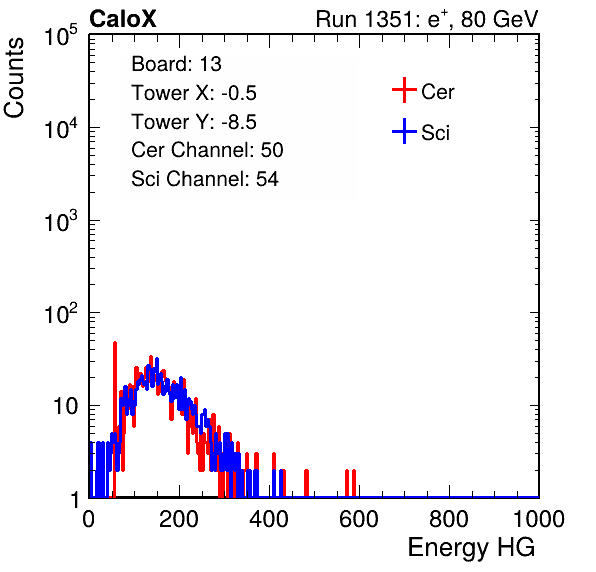 CaloX Run 1351: e⁺, 80 GeV
Counts
10⁵
10⁴
10³
10²
10
1
Board: 13
Tower X: -0.5
Tower Y: -8.5
Cer Channel: 50
Sci Channel: 54
Cer
Sci
0 200 400 600 800 1000
Energy HG